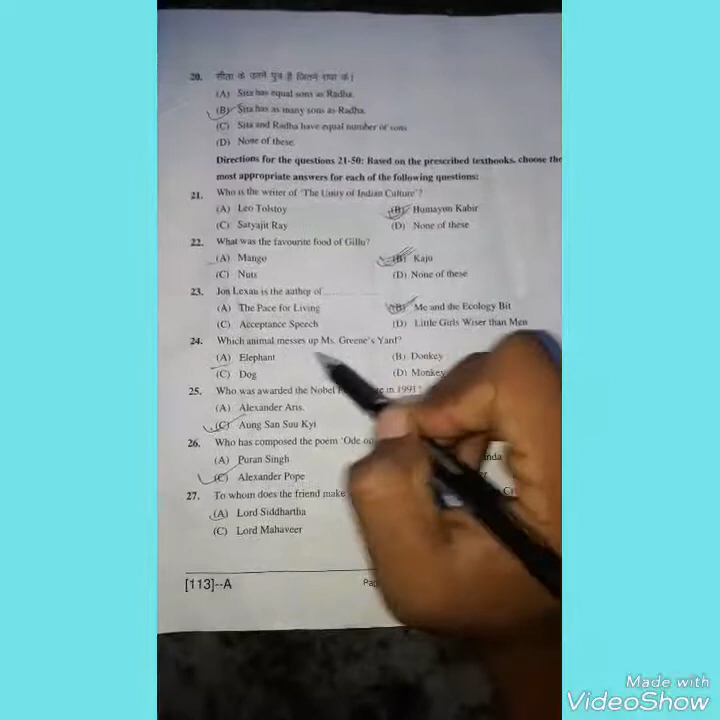 20. सीता के उतने पुत्र हैं जितने राधा के।
(A) Sita has equal sons as Radha.
(B) Sita has as many sons as Radha.
(C) Sita and Radha have equal number of sons
(D) None of these
Directions for the questions 21-50: Based on the prescribed textbooks, choose the
most appropriate answers for each of the following questions:
21. Who is the writer of 'The Unity of Indian Culture'?
(A) Leo Tolstoy (B) Humayun Kabir
(C) Satyajit Ray (D) None of these
22. What was the favourite food of Gillu?
(A) Mango (B) Kaju
(C) Nuts (D) None of these
23. Jon Lexau is the author of
(A) The Pace for Living (B) Me and the Ecology Bit
(C) Acceptance Speech (D) Little Girls Wiser than Men
24. Which animal messes up Ms. Greene's Yard?
(A) Elephant (B) Donkey
(C) Dog (D) Monkey
25. Who was awarded the Nobel in 1991?
(A) Alexander Aris.
(C) Aung San Suu Kyi
26. Who has composed the poem 'Ode on
(A) Puran Singh
(C) Alexander Pope
27. To whom does the friend make
(A) Lord Siddhartha
(C) Lord Mahaveer
[113]--A
Made with
VideoShow